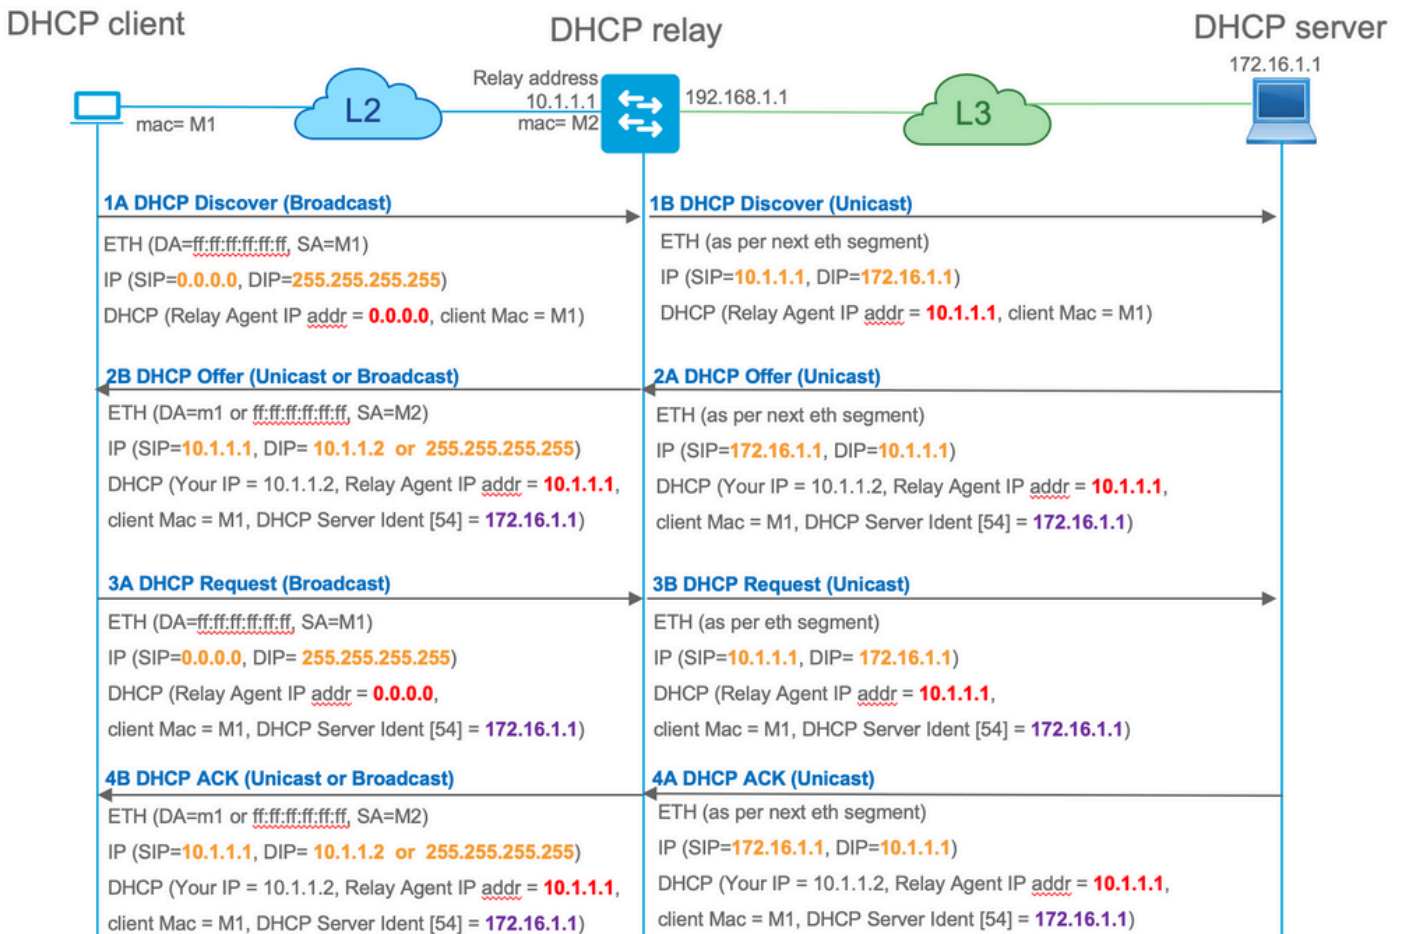 DHCP client
DHCP relay
DHCP server
172.16.1.1
Relay address
10.1.1.1
mac= M2
192.168.1.1
mac= M1
L2
L3
1A DHCP Discover (Broadcast)
ETH (DA=ff:ff:ff:ff:ff:ff, SA=M1)
IP (SIP=0.0.0.0, DIP=255.255.255.255)
DHCP (Relay Agent IP addr = 0.0.0.0, client Mac = M1)
1B DHCP Discover (Unicast)
ETH (as per next eth segment)
IP (SIP=10.1.1.1, DIP=172.16.1.1)
DHCP (Relay Agent IP addr = 10.1.1.1, client Mac = M1)
2B DHCP Offer (Unicast or Broadcast)
ETH (DA=m1 or ff:ff:ff:ff:ff:ff, SA=M2)
IP (SIP=10.1.1.1, DIP= 10.1.1.2 or 255.255.255.255)
DHCP (Your IP = 10.1.1.2, Relay Agent IP addr = 10.1.1.1,
client Mac = M1, DHCP Server Ident [54] = 172.16.1.1)
2A DHCP Offer (Unicast)
ETH (as per next eth segment)
IP (SIP=172.16.1.1, DIP=10.1.1.1)
DHCP (Your IP = 10.1.1.2, Relay Agent IP addr = 10.1.1.1,
client Mac = M1, DHCP Server Ident [54] = 172.16.1.1)
3A DHCP Request (Broadcast)
ETH (DA=ff:ff:ff:ff:ff:ff, SA=M1)
IP (SIP=0.0.0.0, DIP= 255.255.255.255)
DHCP (Relay Agent IP addr = 0.0.0.0,
client Mac = M1, DHCP Server Ident [54] = 172.16.1.1)
3B DHCP Request (Unicast)
ETH (as per eth segment)
IP (SIP=10.1.1.1, DIP= 172.16.1.1)
DHCP (Relay Agent IP addr = 10.1.1.1,
client Mac = M1, DHCP Server Ident [54] = 172.16.1.1)
4B DHCP ACK (Unicast or Broadcast)
ETH (DA=m1 or ff:ff:ff:ff:ff:ff, SA=M2)
IP (SIP=10.1.1.1, DIP= 10.1.1.2 or 255.255.255.255)
DHCP (Your IP = 10.1.1.2, Relay Agent IP addr = 10.1.1.1,
client Mac = M1, DHCP Server Ident [54] = 172.16.1.1)
4A DHCP ACK (Unicast)
ETH (as per next eth segment)
IP (SIP=172.16.1.1, DIP=10.1.1.1)
DHCP (Your IP = 10.1.1.2, Relay Agent IP addr = 10.1.1.1,
client Mac = M1, DHCP Server Ident [54] = 172.16.1.1)